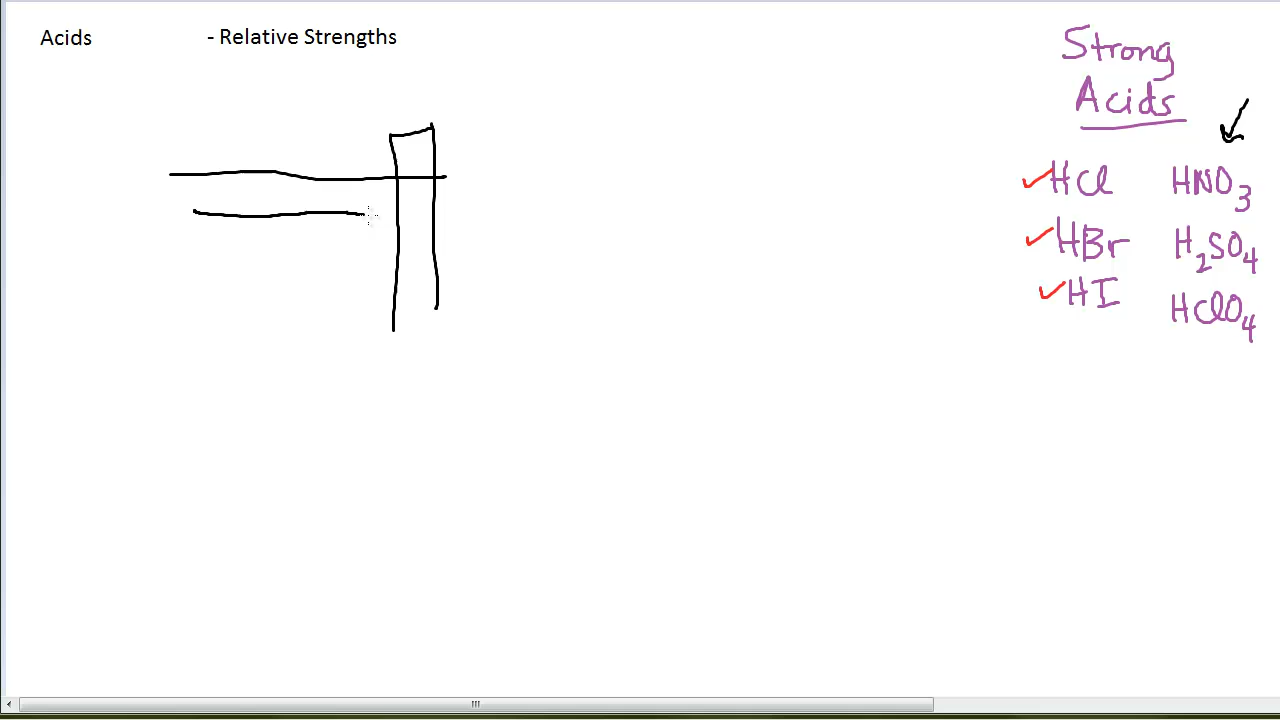 Acids - Relative Strengths
Strong
Acids
HCl HNO3
HBr H2SO4
HI HClO4